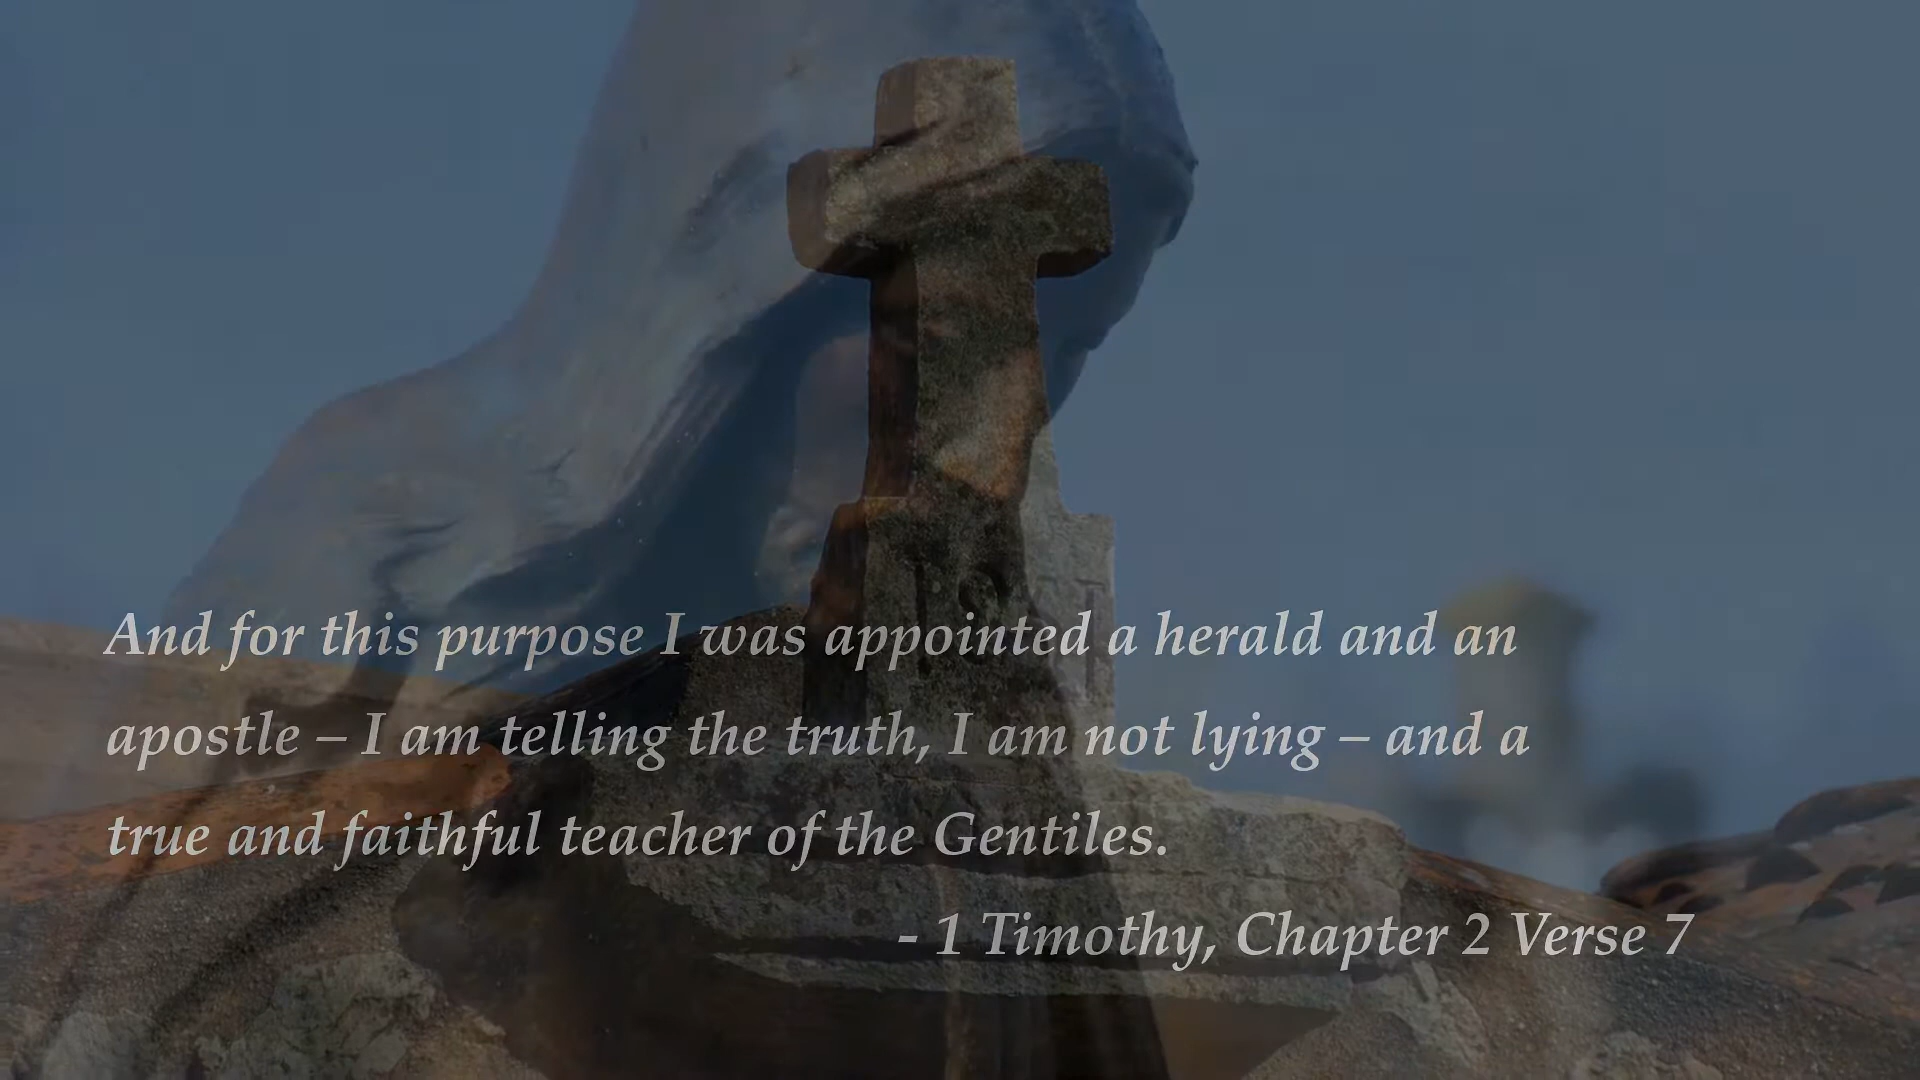 And for this purpose I was appointed a herald and an
apostle – I am telling the truth, I am not lying – and a
true and faithful teacher of the Gentiles.
- 1 Timothy, Chapter 2 Verse 7